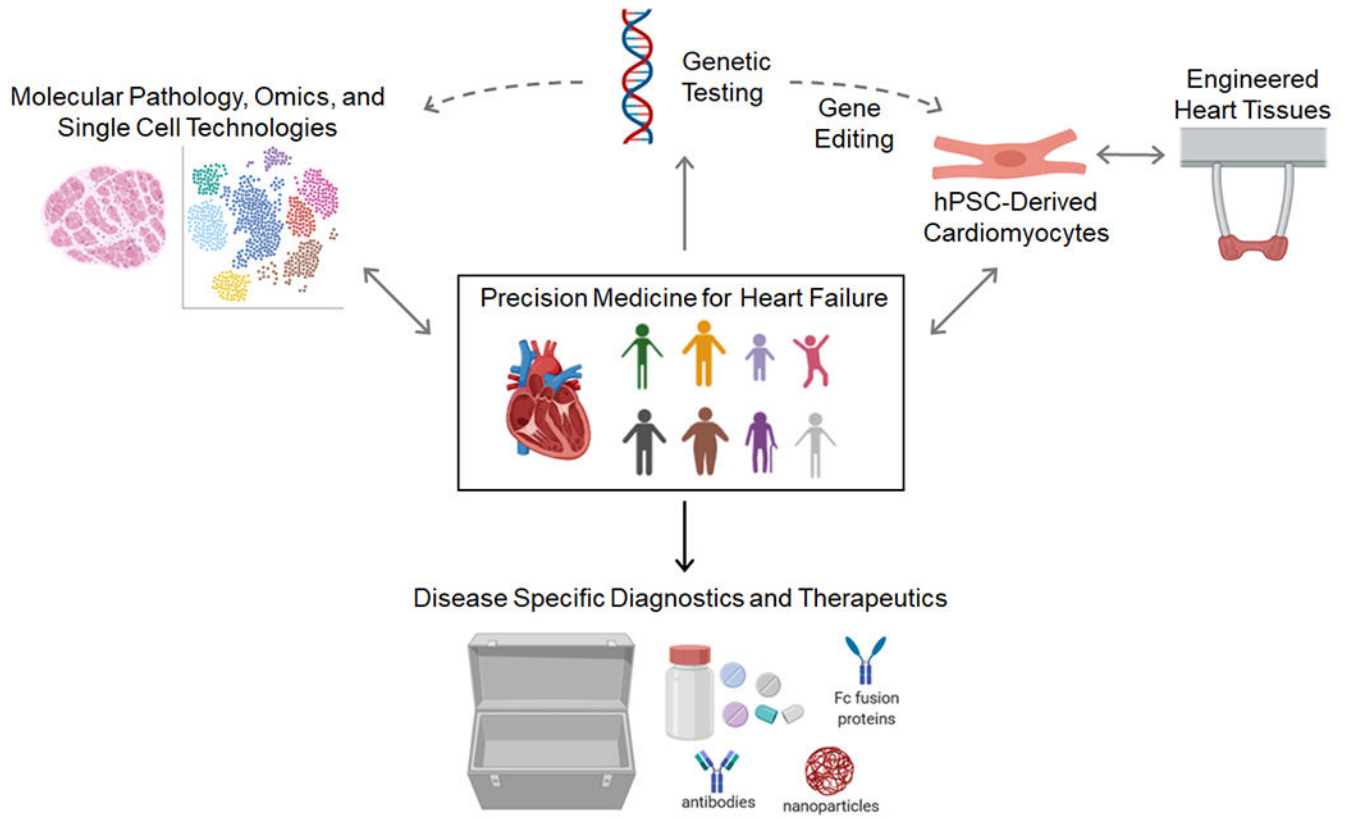 Genetic
Testing
Molecular Pathology, Omics, and
Single Cell Technologies
Gene
Editing
Engineered
Heart Tissues
hPSC-Derived
Cardiomyocytes
Precision Medicine for Heart Failure
Disease Specific Diagnostics and Therapeutics
Fc fusion
proteins
antibodies
nanoparticles